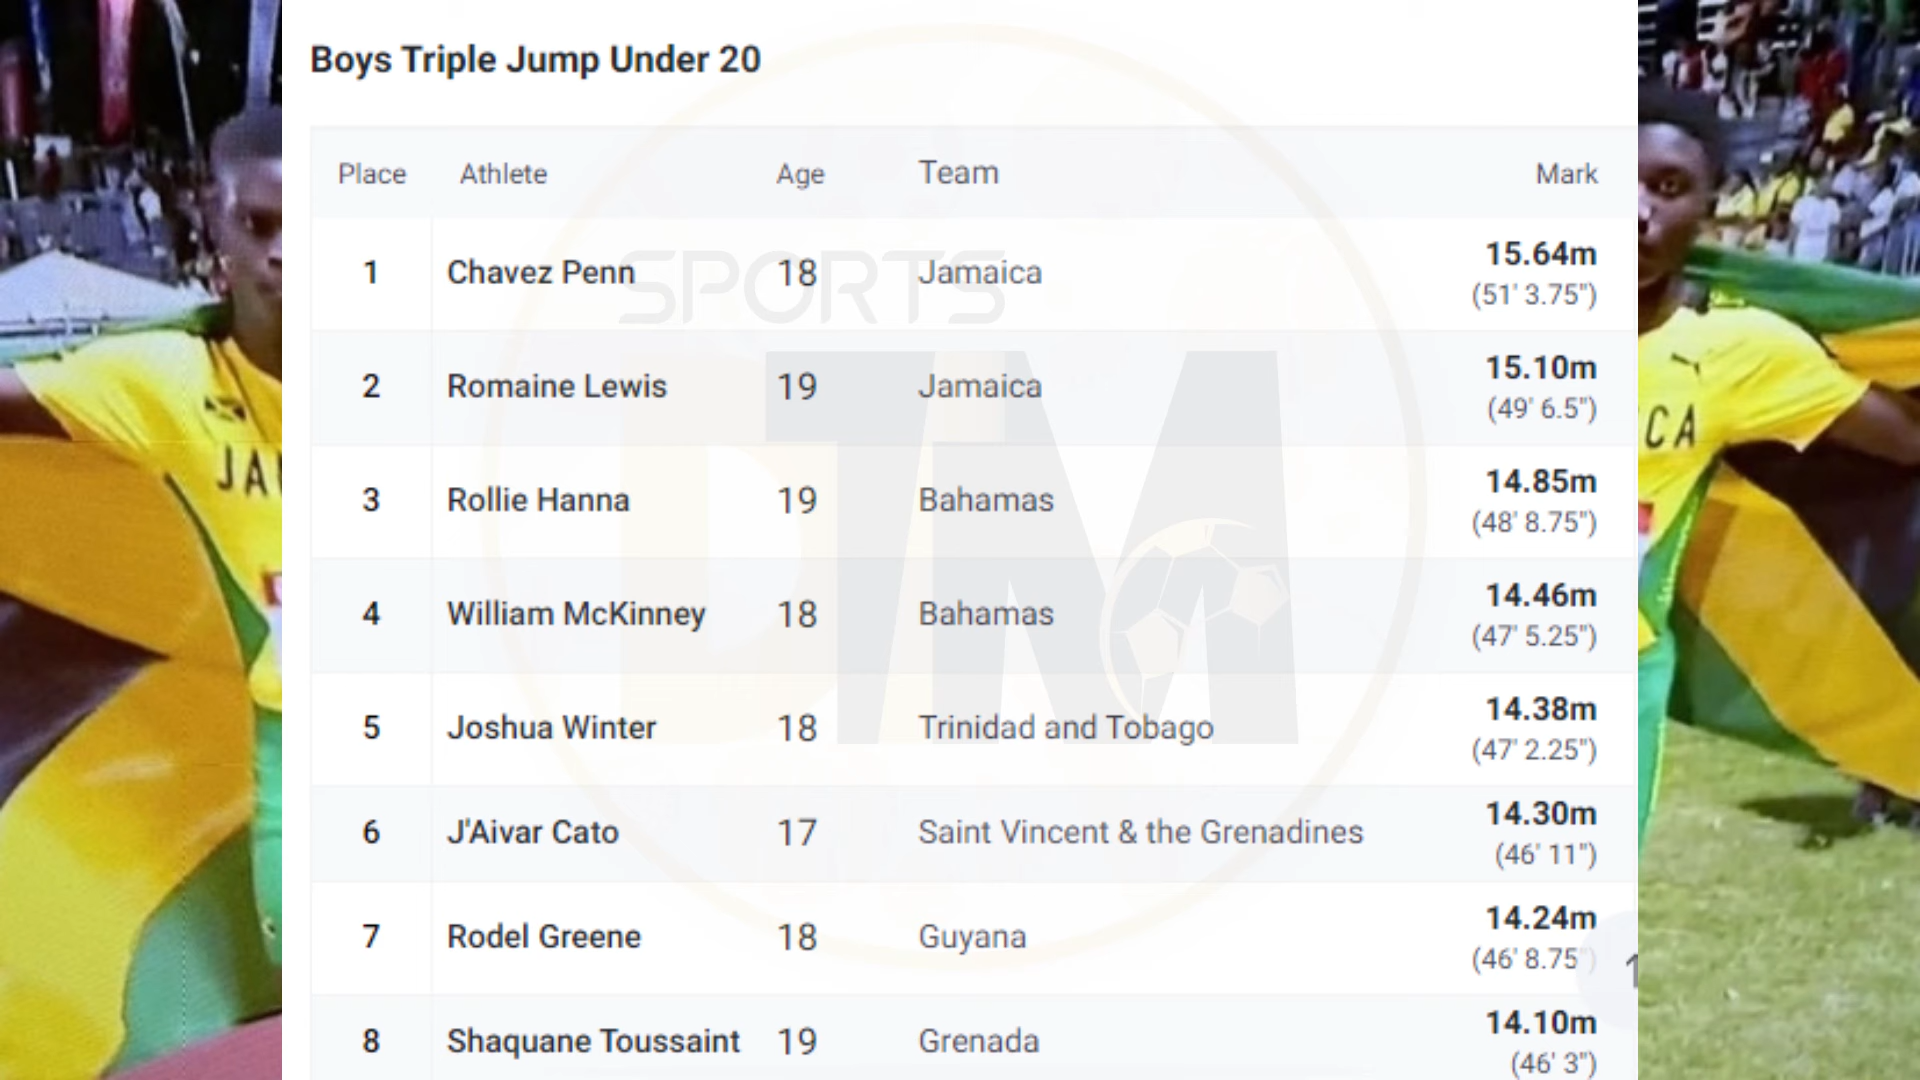 Boys Triple Jump Under 20
Place Athlete Age Team Mark
1 Chavez Penn 18 Jamaica 15.64m
(51' 3.75")
2 Romaine Lewis 19 Jamaica 15.10m
(49' 6.5")
3 Rollie Hanna 19 Bahamas 14.85m
(48' 8.75")
4 William McKinney 18 Bahamas 14.46m
(47' 5.25")
5 Joshua Winter 18 Trinidad and Tobago 14.38m
(47' 2.25")
6 J'Aivar Cato 17 Saint Vincent & the Grenadines 14.30m
(46' 11")
7 Rodel Greene 18 Guyana 14.24m
(46' 8.75")
8 Shaquane Toussaint 19 Grenada 14.10m
(46' 3")
SPORTS
DTM
JA
CA